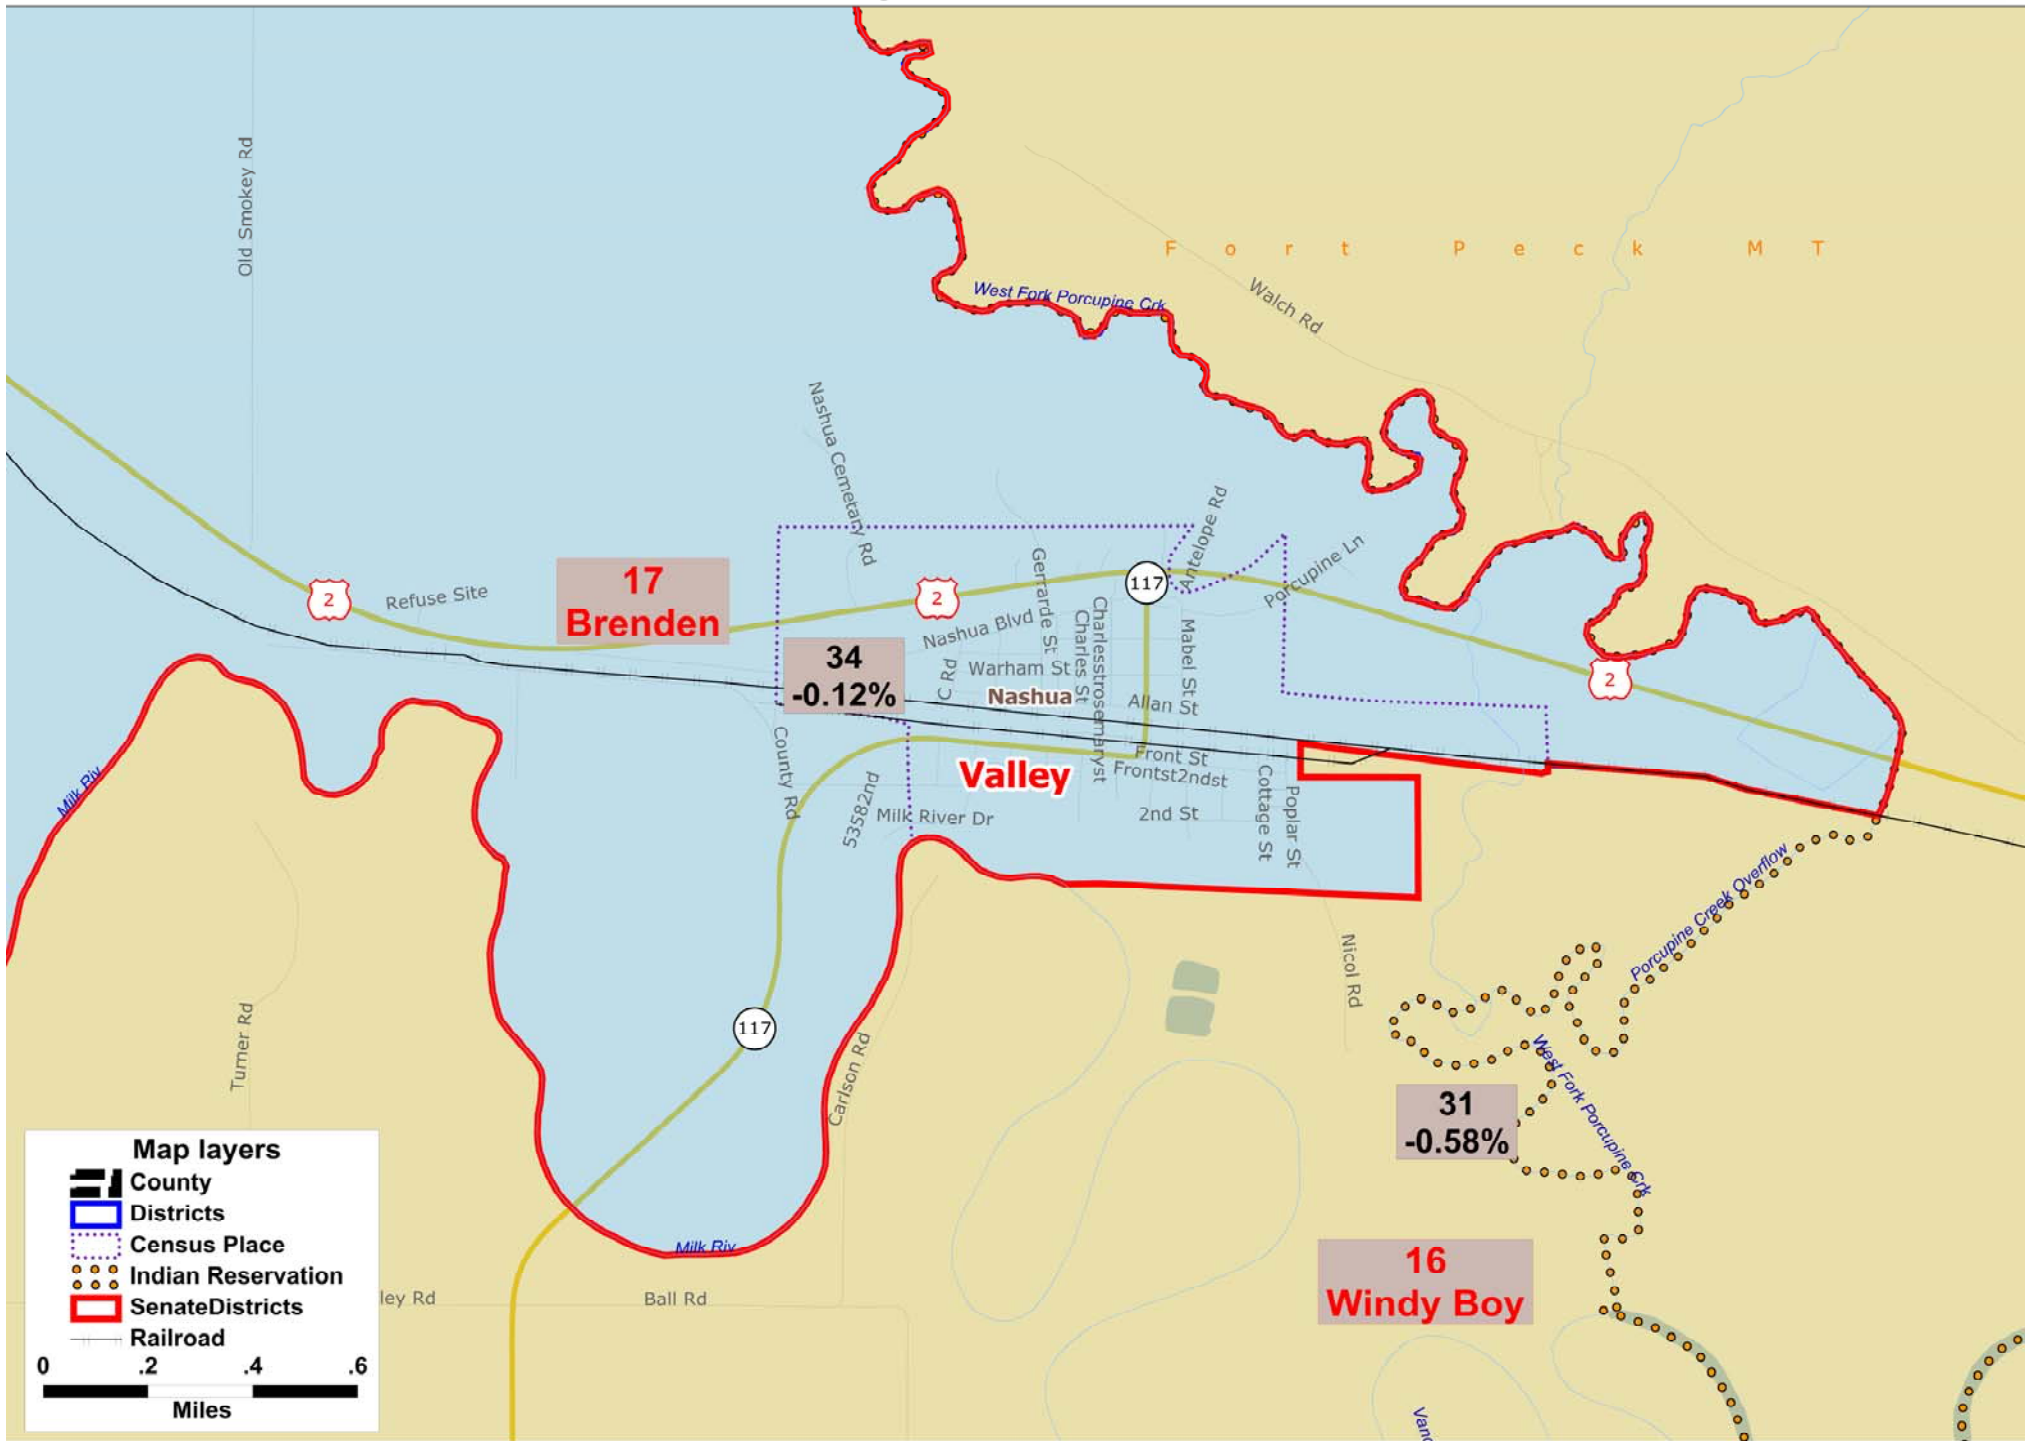 Old Smokey Rd
Fort Peck MT
West Fork Porcupine Crk
Walch Rd
Nashua Cemetary Rd
Antelope Rd
Porcupine Ln
Gerrarde St
117
2
2
Refuse Site
17
Brenden
Nashua Blvd
Charlesstrosemaryst
Charles St
Mabel St
34
-0.12%
C Rd
Warham St
Nashua
Allan St
2
Milk Riv
County Rd
53582nd
Valley
Front St
Frontst2ndst
Milk River Dr
2nd St
Cottage St
Poplar St
Porcupine Creek Overflow
Nicol Rd
Turner Rd
117
Carlson Rd
West Fork Porcupine Crk
31
-0.58%
Milk Riv
16
Windy Boy
ley Rd
Ball Rd
Map layers
County
Districts
Census Place
Indian Reservation
SenateDistricts
Railroad
0 .2 .4 .6
Miles
Vanc